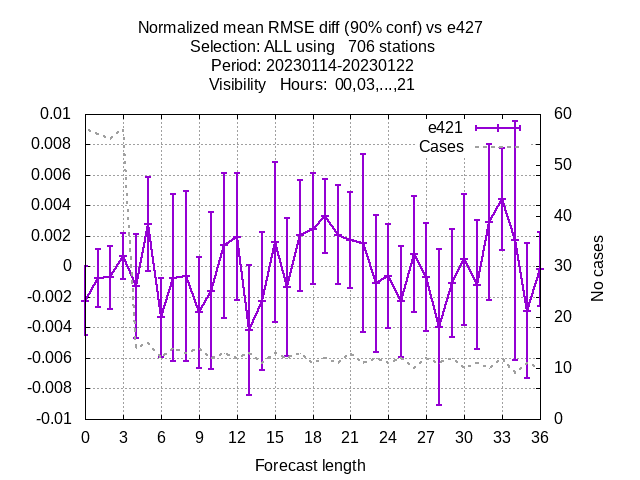 Normalized mean RMSE diff (90% conf) vs e427
Selection: ALL using   706 stations
Period: 20230114-20230122
Visibility   Hours:  00,03,...,21
0.01
0.008
0.006
0.004
0.002
0
-0.002
-0.004
-0.006
-0.008
-0.01
e421
Cases
60
50
40
30
20
10
0
No cases
0 3 6 9 12 15 18 21 24 27 30 33 36
Forecast length